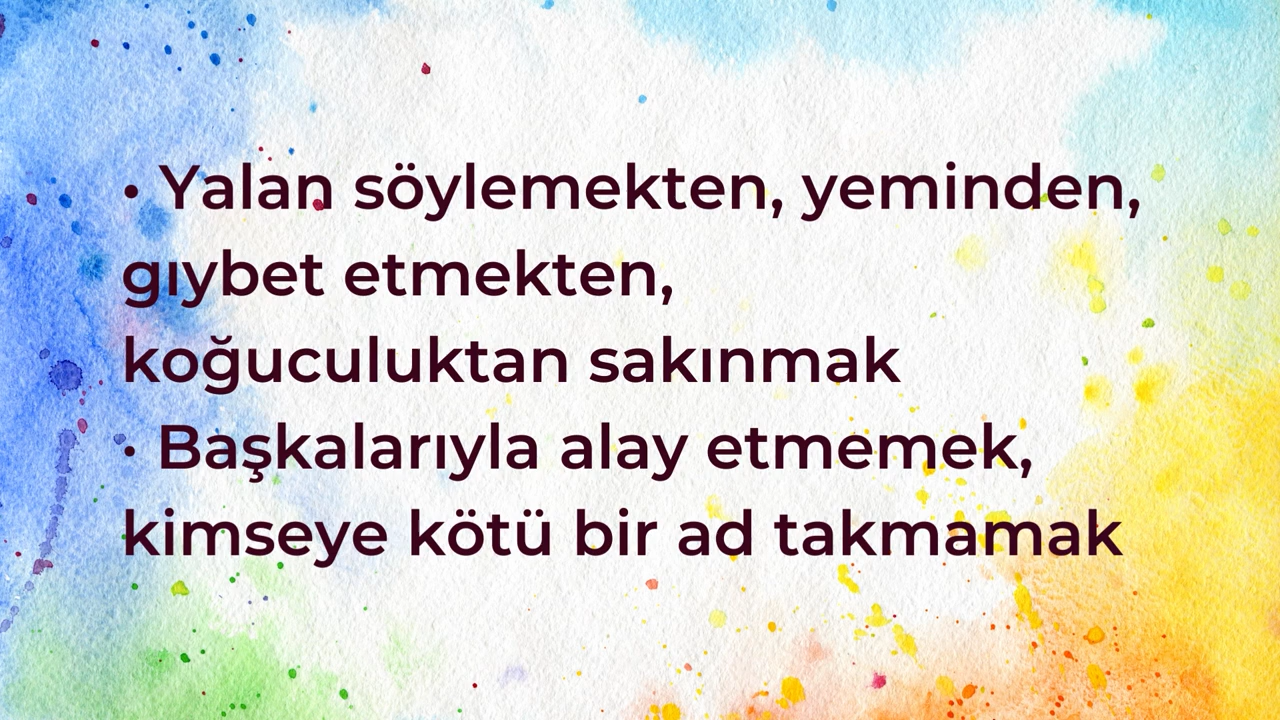 • Yalan söylemekten, yeminden,
gıybet etmekten,
koğuculuktan sakınmak
• Başkalarıyla alay etmemek,
kimseye kötü bir ad takmamak